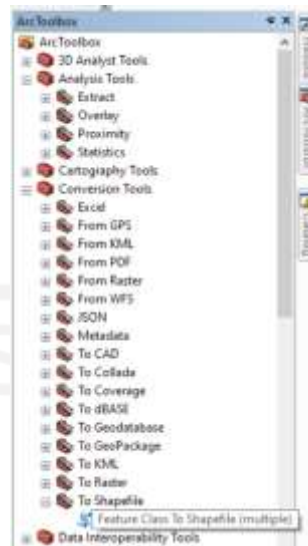 ArcToolbox
ArcToolbox
3D Analyst Tools
Analysis Tools
Extract
Overlay
Proximity
Statistics
Cartography Tools
Conversion Tools
Excel
From GPS
From KML
From PDF
From Raster
From WFS
JSON
Metadata
To CAD
To Collada
To Coverage
To dBASE
To Geodatabase
To GeoPackage
To KML
To Raster
To Shapefile
Feature Class To Shapefile (multiple)
Data Interoperability Tools